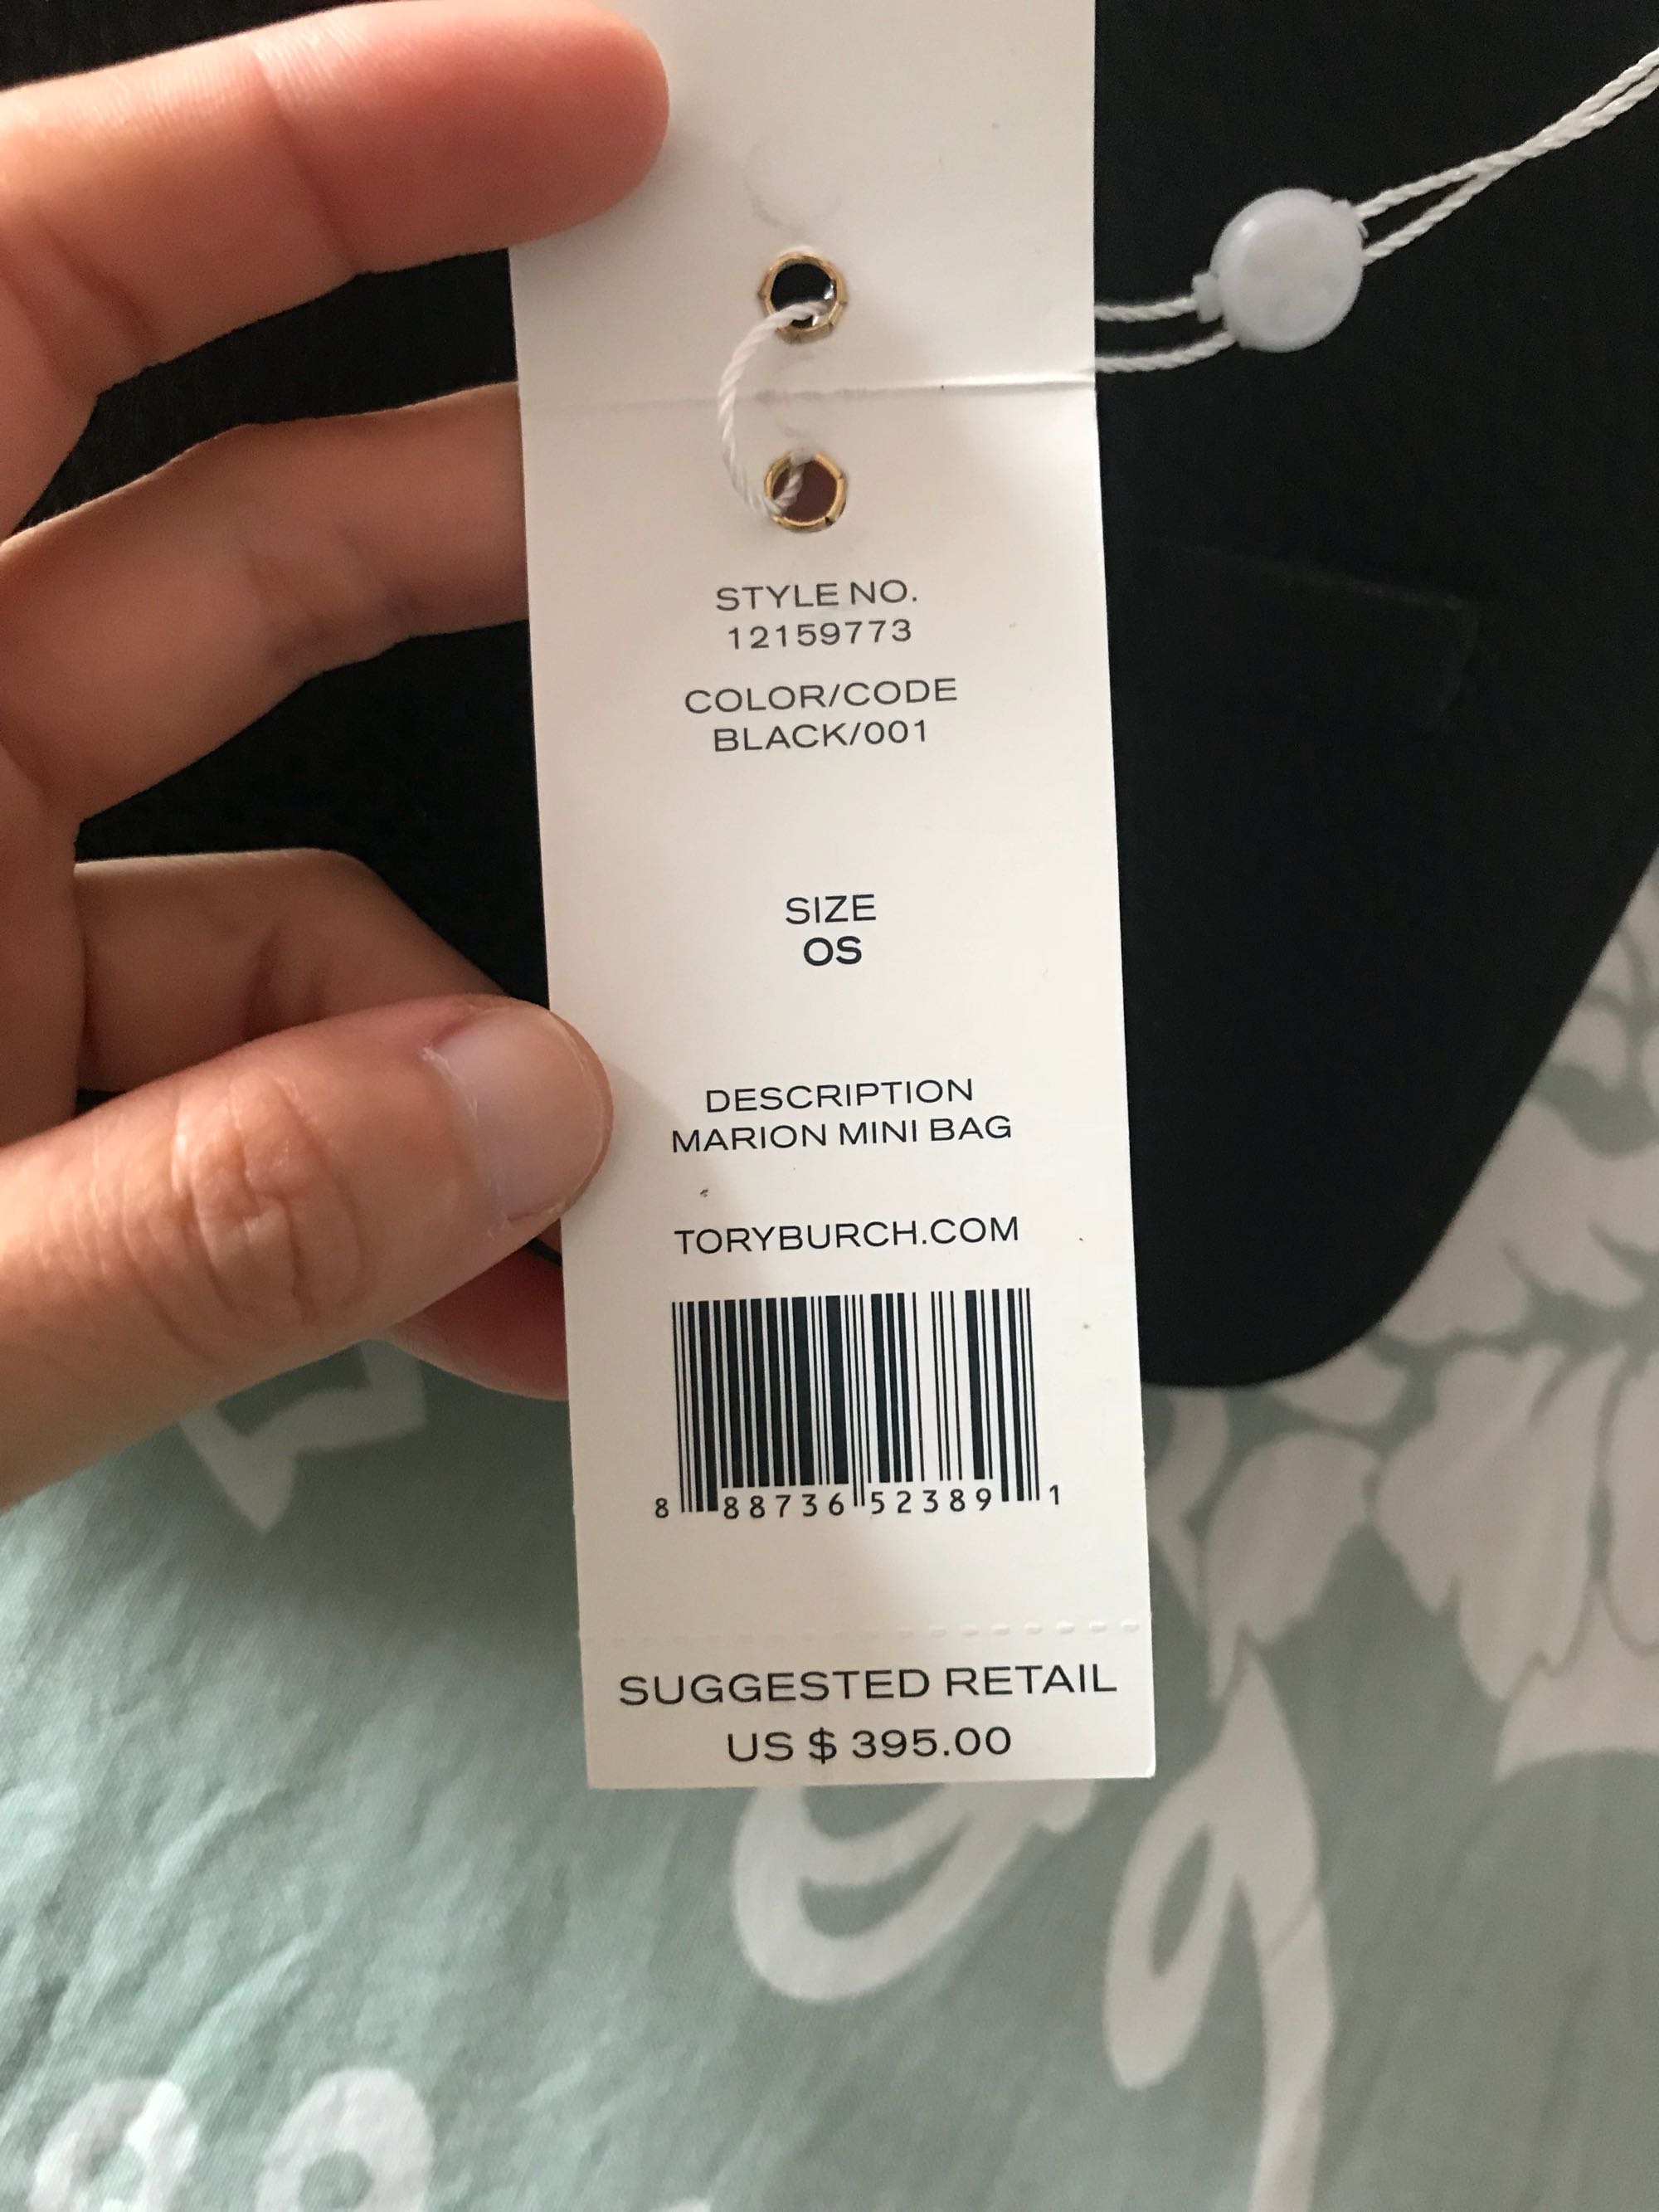 STYLE NO.
12159773
COLOR/CODE
BLACK/001
SIZE
OS
DESCRIPTION
MARION MINI BAG
TORYBURCH.COM
8 88736 52389 1
SUGGESTED RETAIL
US $ 395.00